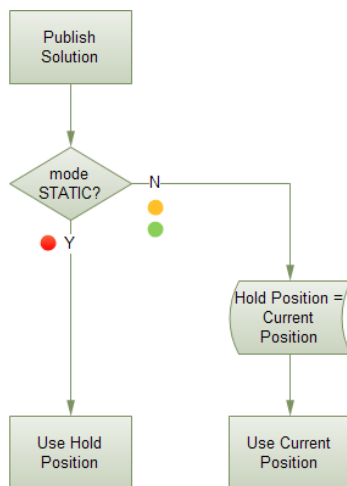 Publish
Solution
mode
STATIC?
N
Y
Hold Position =
Current
Position
Use Hold
Position
Use Current
Position